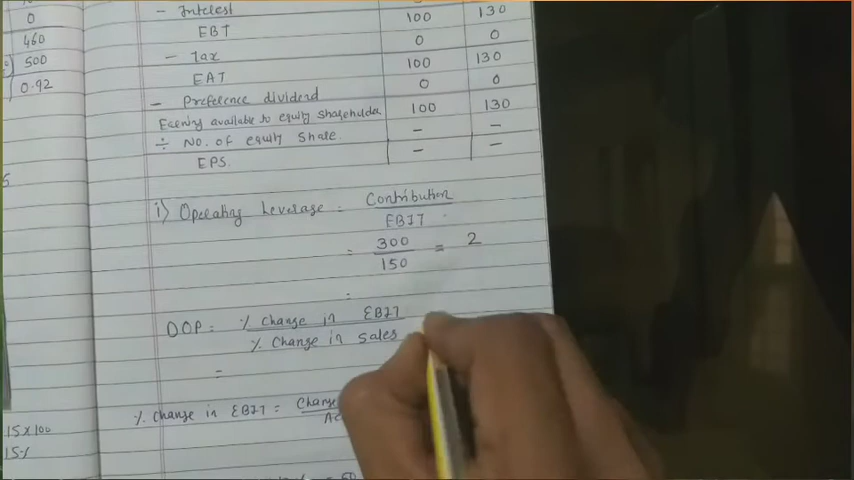 0
460
500
0.92
15x100
15%
- Interest
EBT 100 130
- Tax 0 0
EAT 100 130
- Preference dividend 0 0
Earning available to equity shareholder 100 130
÷ No. of equity Share. - -
EPS. - -
i) Operating Leverage = Contribution
EBIT
= 300
150
= 2
=
DOP = % Change in EBIT
% Change in Sales
=
% Change in EBIT = Change